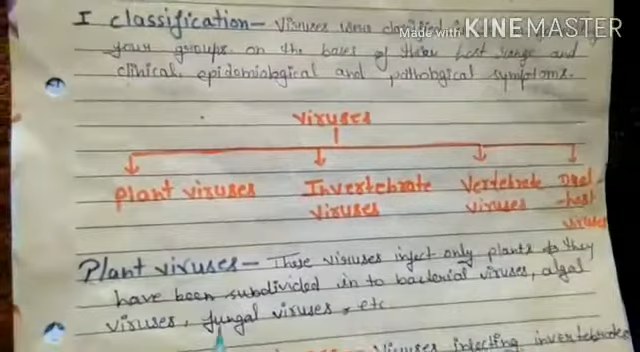 Made with KINEMASTER
I classification - Viruses were classified
four groups on the bases of their host range and
clinical, epidemiological and pathological symptoms.
Viruses
Plant viruses Invertebrate Vertebrate Dual
viruses viruses -host
viruses
Plant viruses - These viruses infect only plants & they
have been subdivided in to bacterial viruses, algal
viruses, fungal viruses, etc
Viruses infecting invertebrates